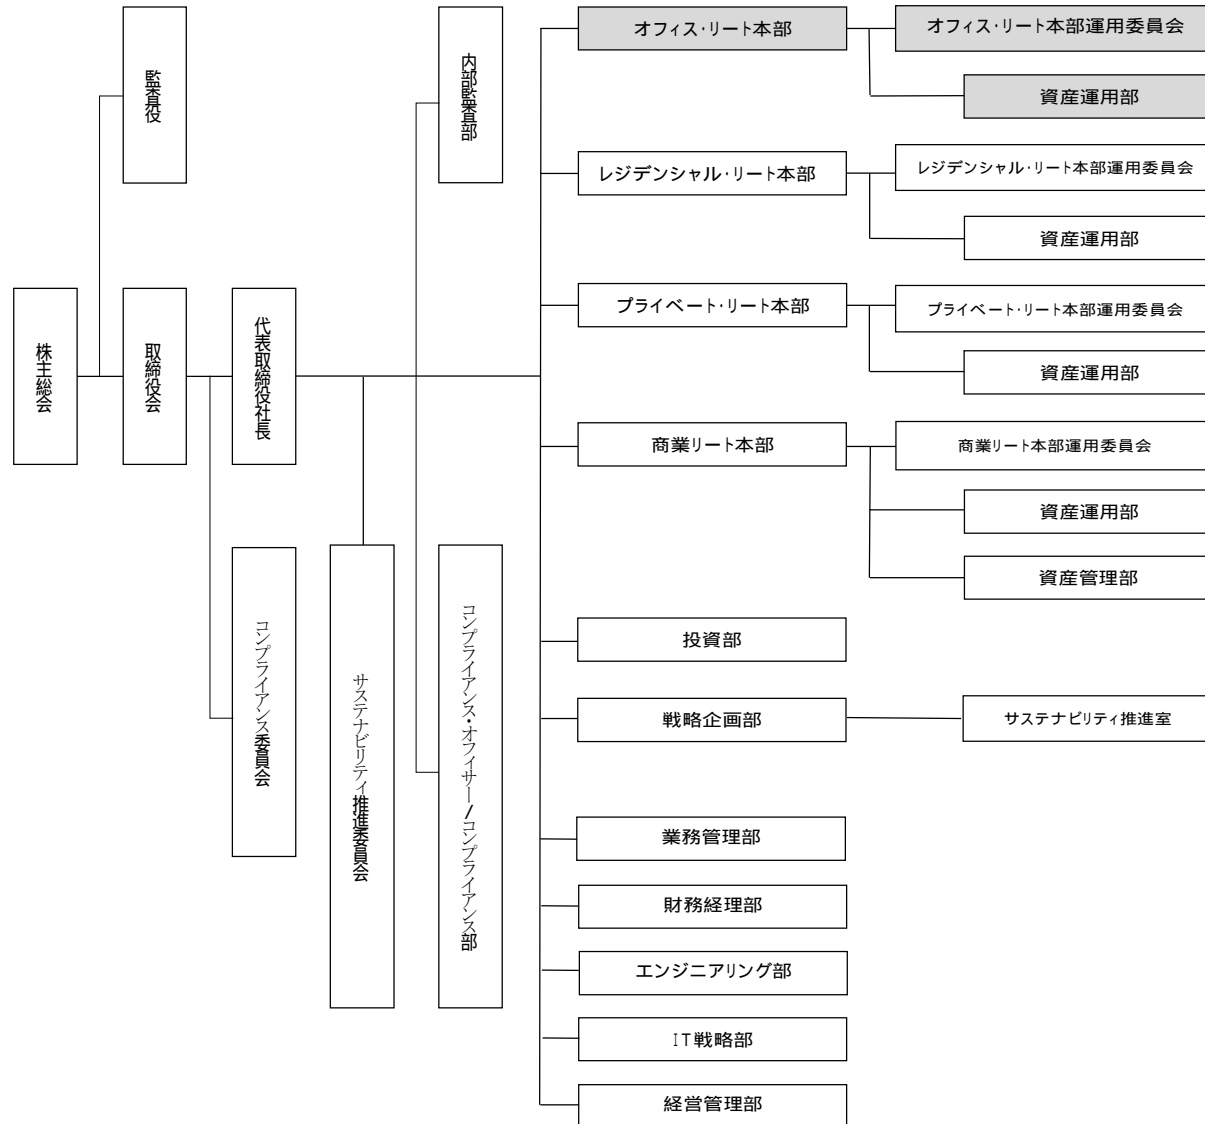 株主総会
監査役
取締役会
代表取締役社長
コンプライアンス委員会
サステナビリティ推進委員会
内部監査部
コンプライアンス・オフィサー/コンプライアンス部
オフィス・リート本部
オフィス・リート本部運用委員会
資産運用部
レジデンシャル・リート本部
レジデンシャル・リート本部運用委員会
資産運用部
プライベート・リート本部
プライベート・リート本部運用委員会
資産運用部
商業リート本部
商業リート本部運用委員会
資産運用部
資産管理部
投資部
戦略企画部
サステナビリティ推進室
業務管理部
財務経理部
エンジニアリング部
IT戦略部
経営管理部